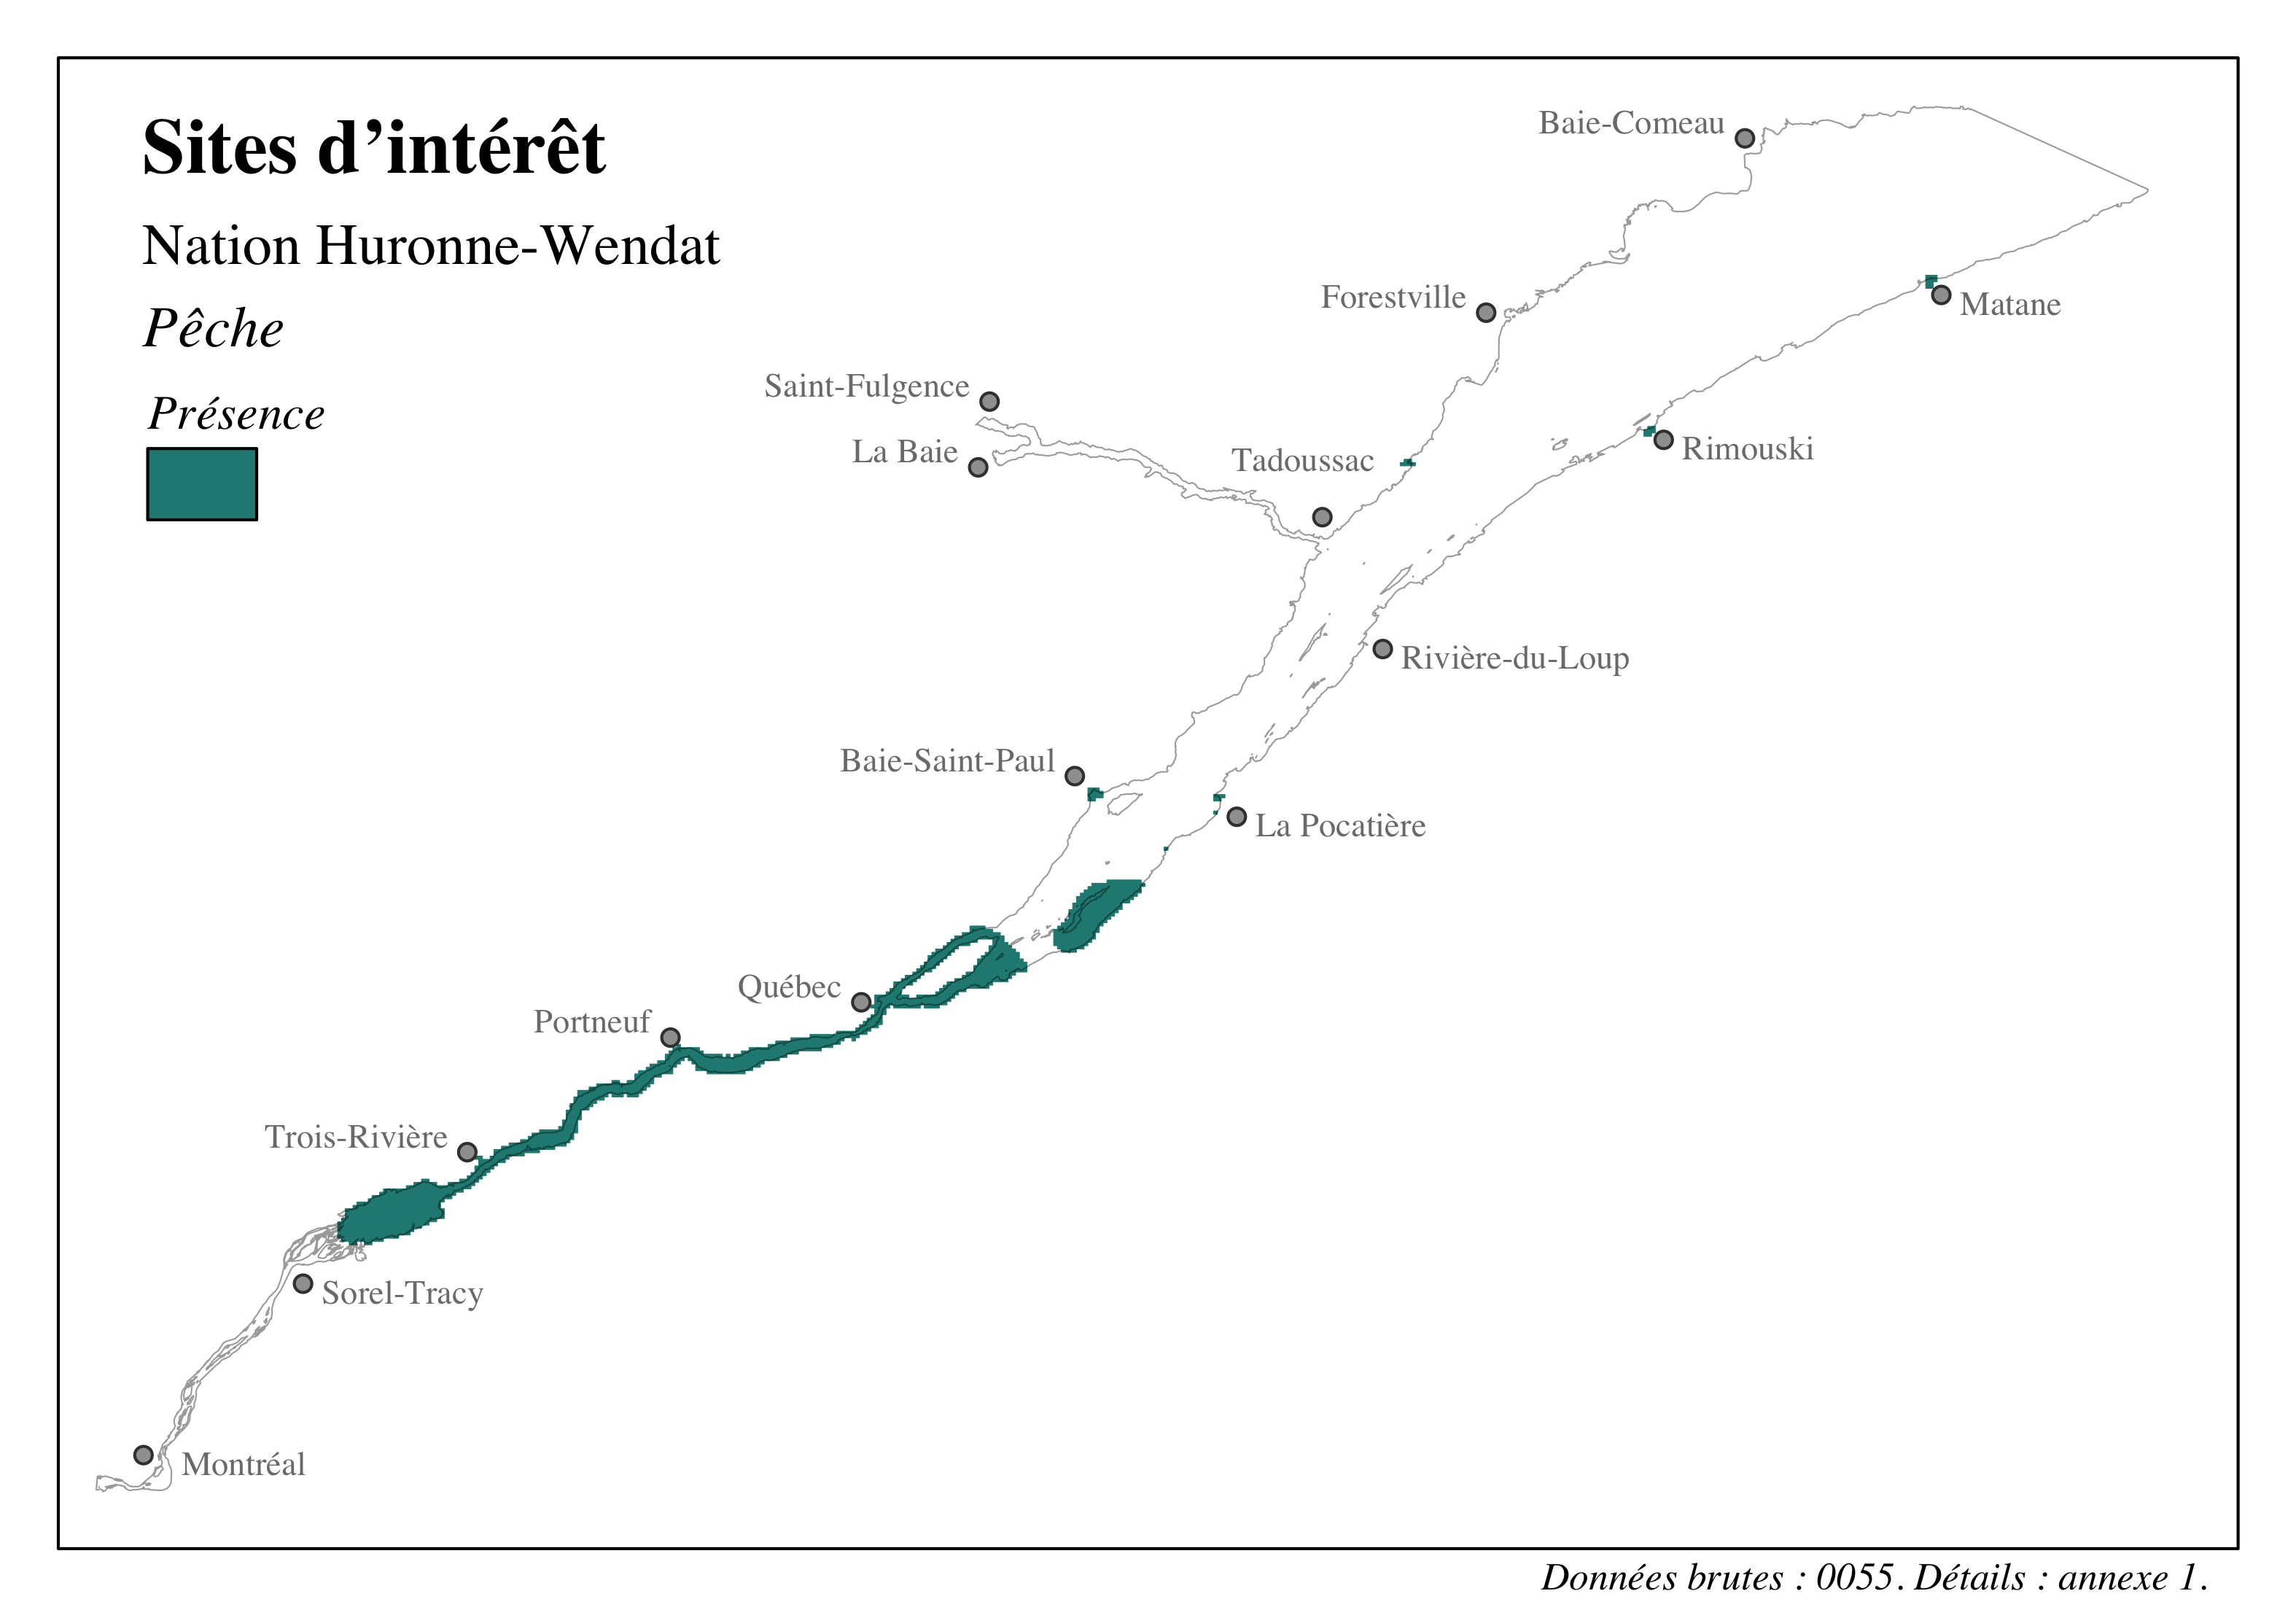 Sites d’intérêt
Nation Huronne-Wendat
Pêche
Présence
Baie-Comeau
Forestville
Matane
Saint-Fulgence
La Baie
Tadoussac
Rimouski
Rivière-du-Loup
Baie-Saint-Paul
La Pocatière
Québec
Portneuf
Trois-Rivière
Sorel-Tracy
Montréal
Données brutes : 0055. Détails : annexe 1.